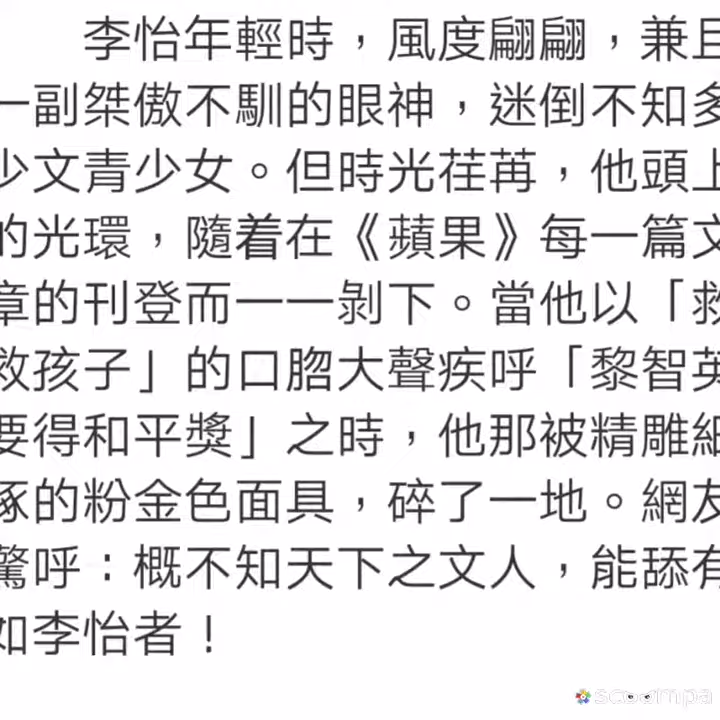 李怡年輕時，風度翩翩，兼且
一副桀傲不馴的眼神，迷倒不知多
少文青少女。但時光荏苒，他頭上
的光環，隨着在《蘋果》每一篇文
章的刊登而一一剝下。當他以「救
救孩子」的口脗大聲疾呼「黎智英
要得和平獎」之時，他那被精雕細
琢的粉金色面具，碎了一地。網友
驚呼：概不知天下之文人，能舔有
如李怡者！